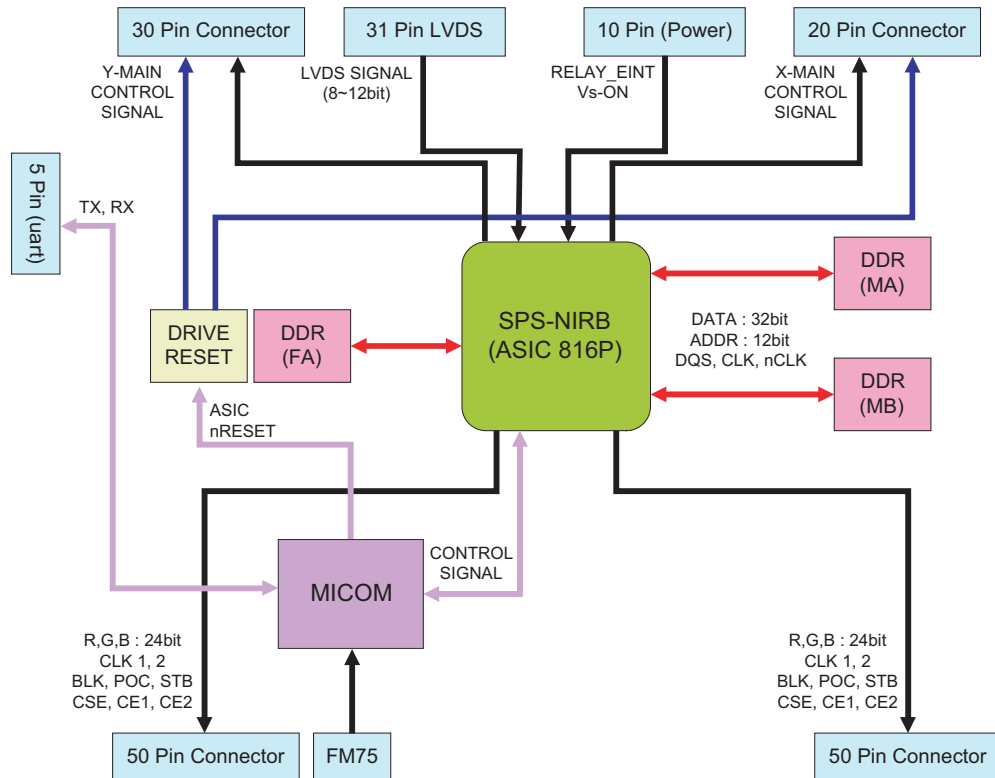 30 Pin Connector
31 Pin LVDS
10 Pin (Power)
20 Pin Connector
Y-MAIN
CONTROL
SIGNAL
LVDS SIGNAL
(8~12bit)
RELAY_EINT
Vs-ON
X-MAIN
CONTROL
SIGNAL
5 Pin (uart)
TX, RX
DRIVE
RESET
DDR
(FA)
SPS-NIRB
(ASIC 816P)
DDR
(MA)
DATA : 32bit
ADDR : 12bit
DQS, CLK, nCLK
DDR
(MB)
ASIC
nRESET
MICOM
CONTROL
SIGNAL
R,G,B : 24bit
CLK 1, 2
BLK, POC, STB
CSE, CE1, CE2
R,G,B : 24bit
CLK 1, 2
BLK, POC, STB
CSE, CE1, CE2
50 Pin Connector
FM75
50 Pin Connector